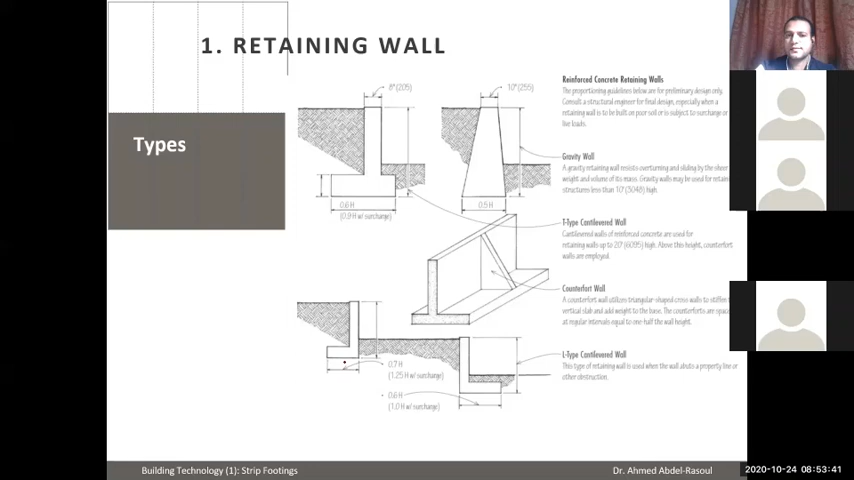 1. RETAINING WALL
Types
8" (205)
10" (255)
0.6 H
(0.9 H w/ surcharge)
0.5 H
0.7 H
(1.25 H w/ surcharge)
0.6 H
(1.0 H w/ surcharge)
Reinforced Concrete Retaining Walls
The proportioning guidelines below are for preliminary design only.
Consult a structural engineer for final design, especially when a
retaining wall is to be built on poor soil or is subject to surcharge or
live loads.
Gravity Wall
A gravity retaining wall resists overturning and sliding by the sheer
weight and volume of its mass. Gravity walls may be used for retain
structures less than 10' (3048) high.
T-Type Cantilevered Wall
Cantilevered walls of reinforced concrete are used for
retaining walls up to 20' (6095) high. Above this height, counterfort
walls are employed.
Counterfort Wall
A counterfort wall utilizes triangular-shaped cross walls to stiffen
vertical slab and add weight to the base. The counterforts are spac
at regular intervals equal to one-half the wall height.
L-Type Cantilevered Wall
This type of retaining wall is used when the wall abuts a property line or
other obstruction.
Building Technology (1): Strip Footings
Dr. Ahmed Abdel-Rasoul
2020-10-24 08:53:41